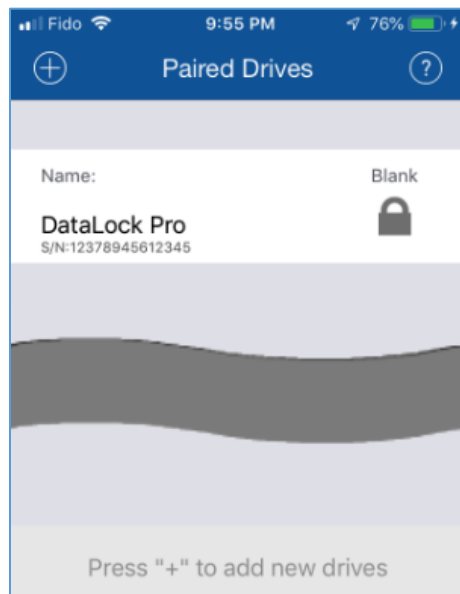 Fido 9:55 PM 76%
+ Paired Drives ?
Name: Blank
DataLock Pro
S/N:12378945612345
Press "+" to add new drives